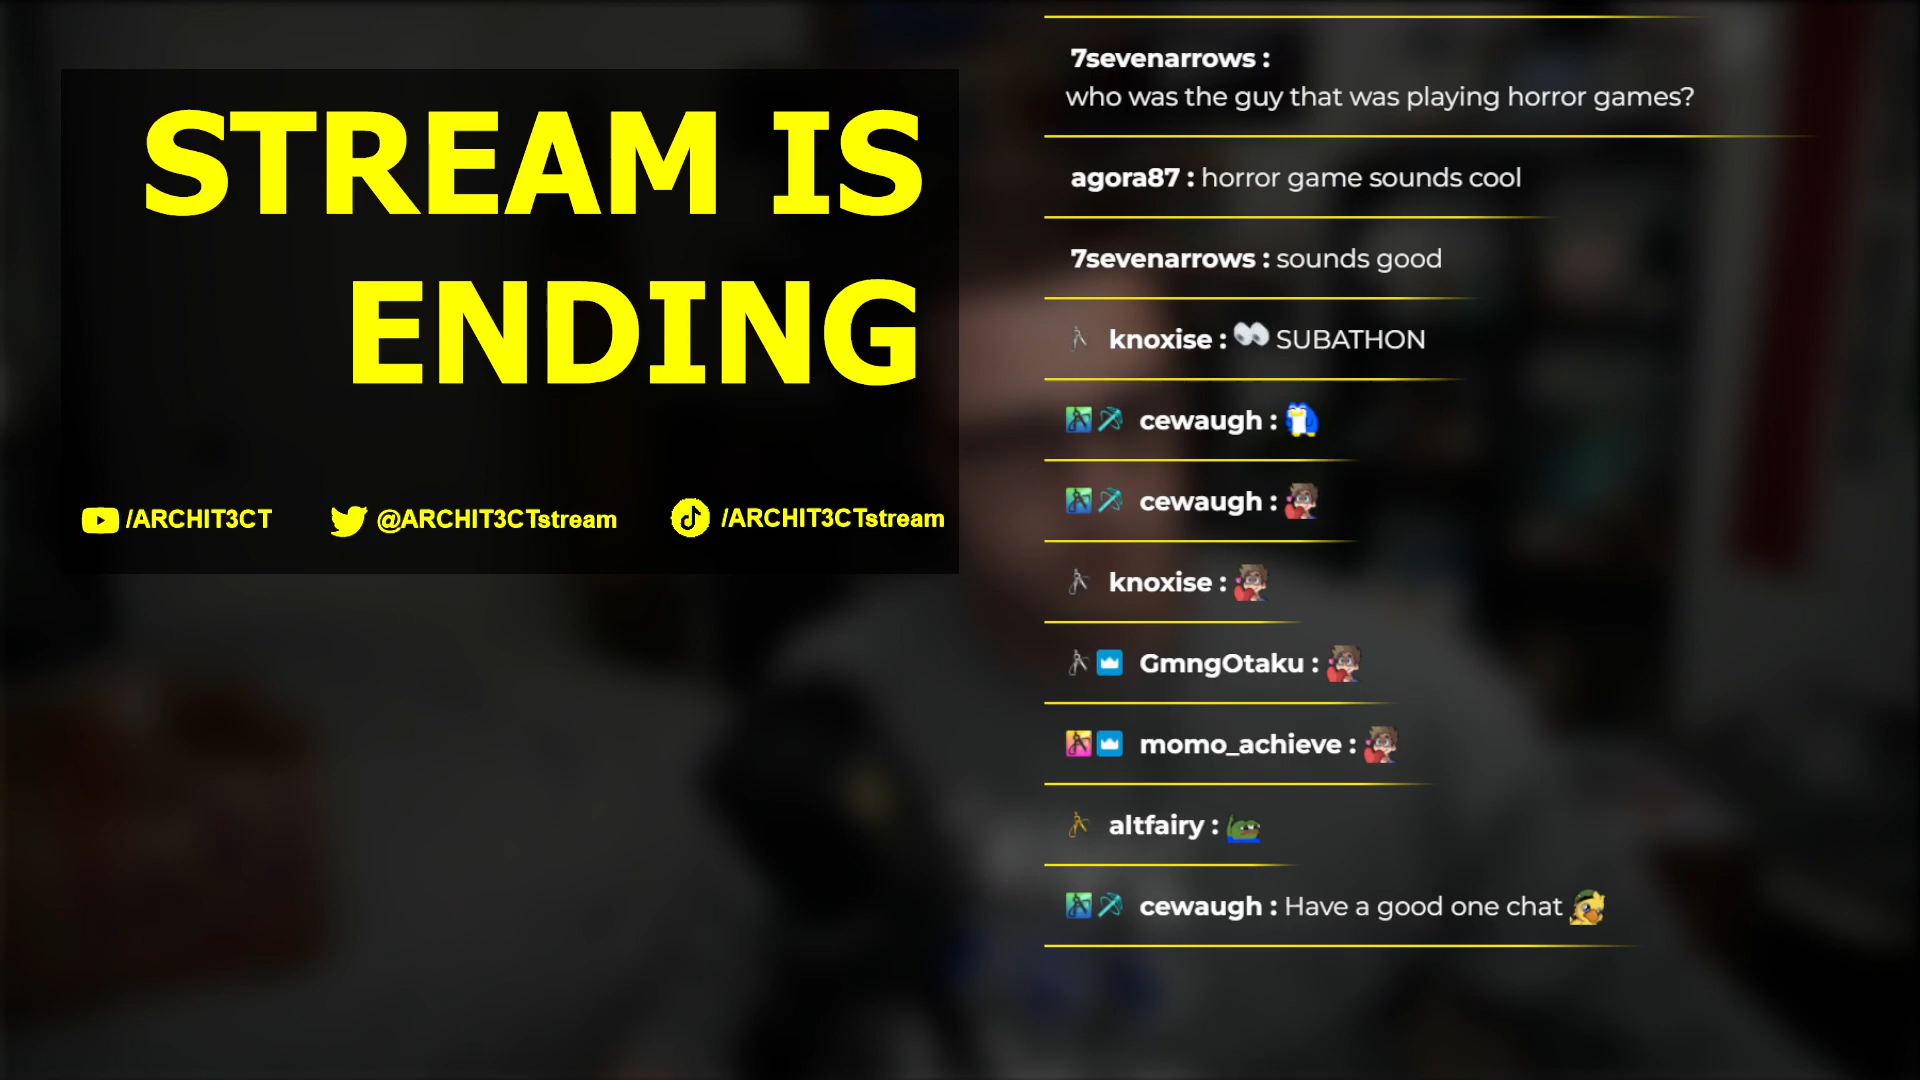 STREAM IS
ENDING
/ARCHIT3CT
@ARCHIT3CTstream
/ARCHIT3CTstream
7sevenarrows :
who was the guy that was playing horror games?
agora87 : horror game sounds cool
7sevenarrows : sounds good
knoxise : 👀 SUBATHON
cewaugh :
cewaugh :
knoxise :
GmngOtaku :
momo_achieve :
altfairy :
cewaugh : Have a good one chat